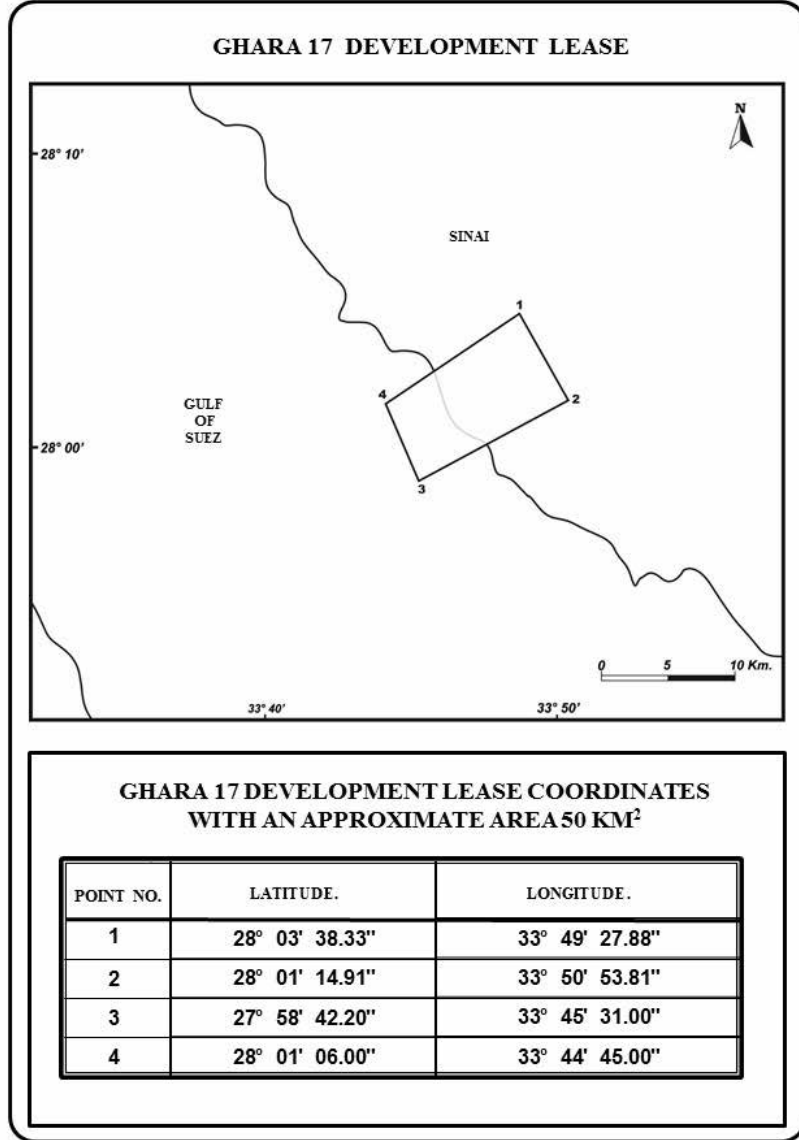 GHARA 17 DEVELOPMENT LEASE
N
28° 10'
SINAI
1
4
2
GULF
OF
SUEZ
28° 00'
3
0 5 10 Km.
33° 40' 33° 50'
GHARA 17 DEVELOPMENT LEASE COORDINATES
WITH AN APPROXIMATE AREA 50 KM²
POINT NO. LATITUDE. LONGITUDE.
1 28° 03' 38.33" 33° 49' 27.88"
2 28° 01' 14.91" 33° 50' 53.81"
3 27° 58' 42.20" 33° 45' 31.00"
4 28° 01' 06.00" 33° 44' 45.00"